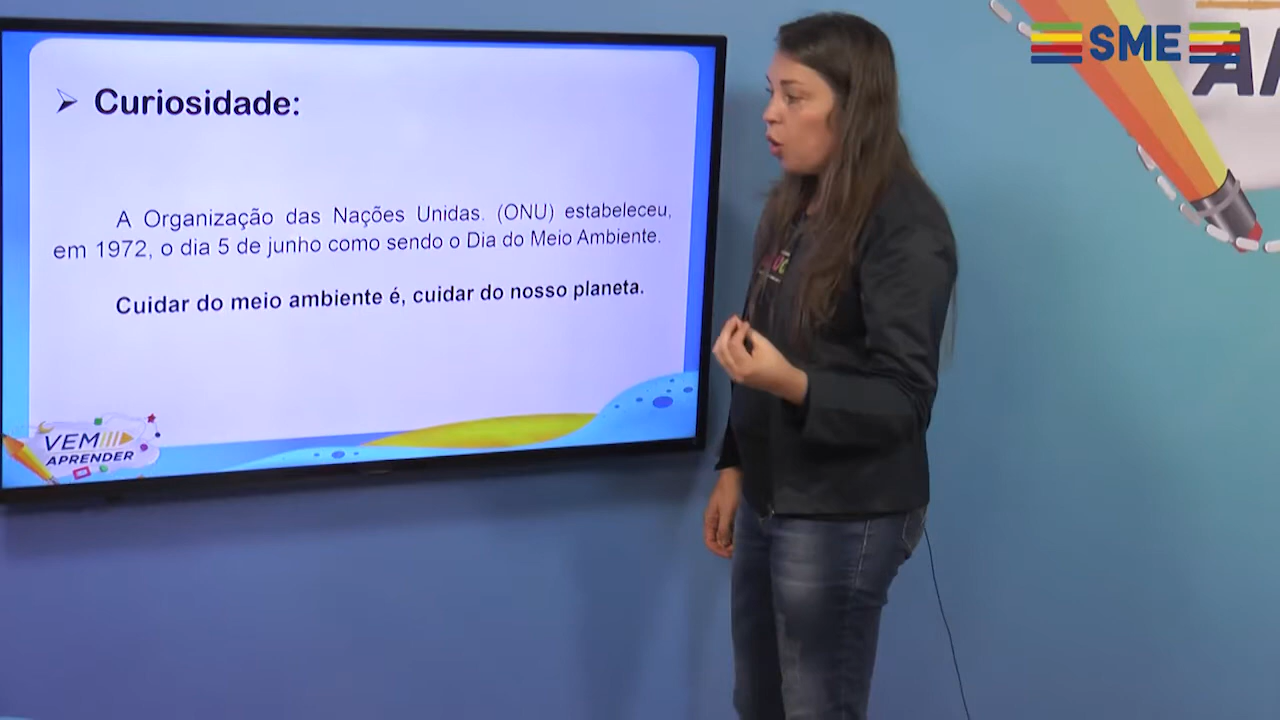 SME
Curiosidade:
A Organização das Nações Unidas. (ONU) estabeleceu,
em 1972, o dia 5 de junho como sendo o Dia do Meio Ambiente.
Cuidar do meio ambiente é, cuidar do nosso planeta.
VEM
APRENDER